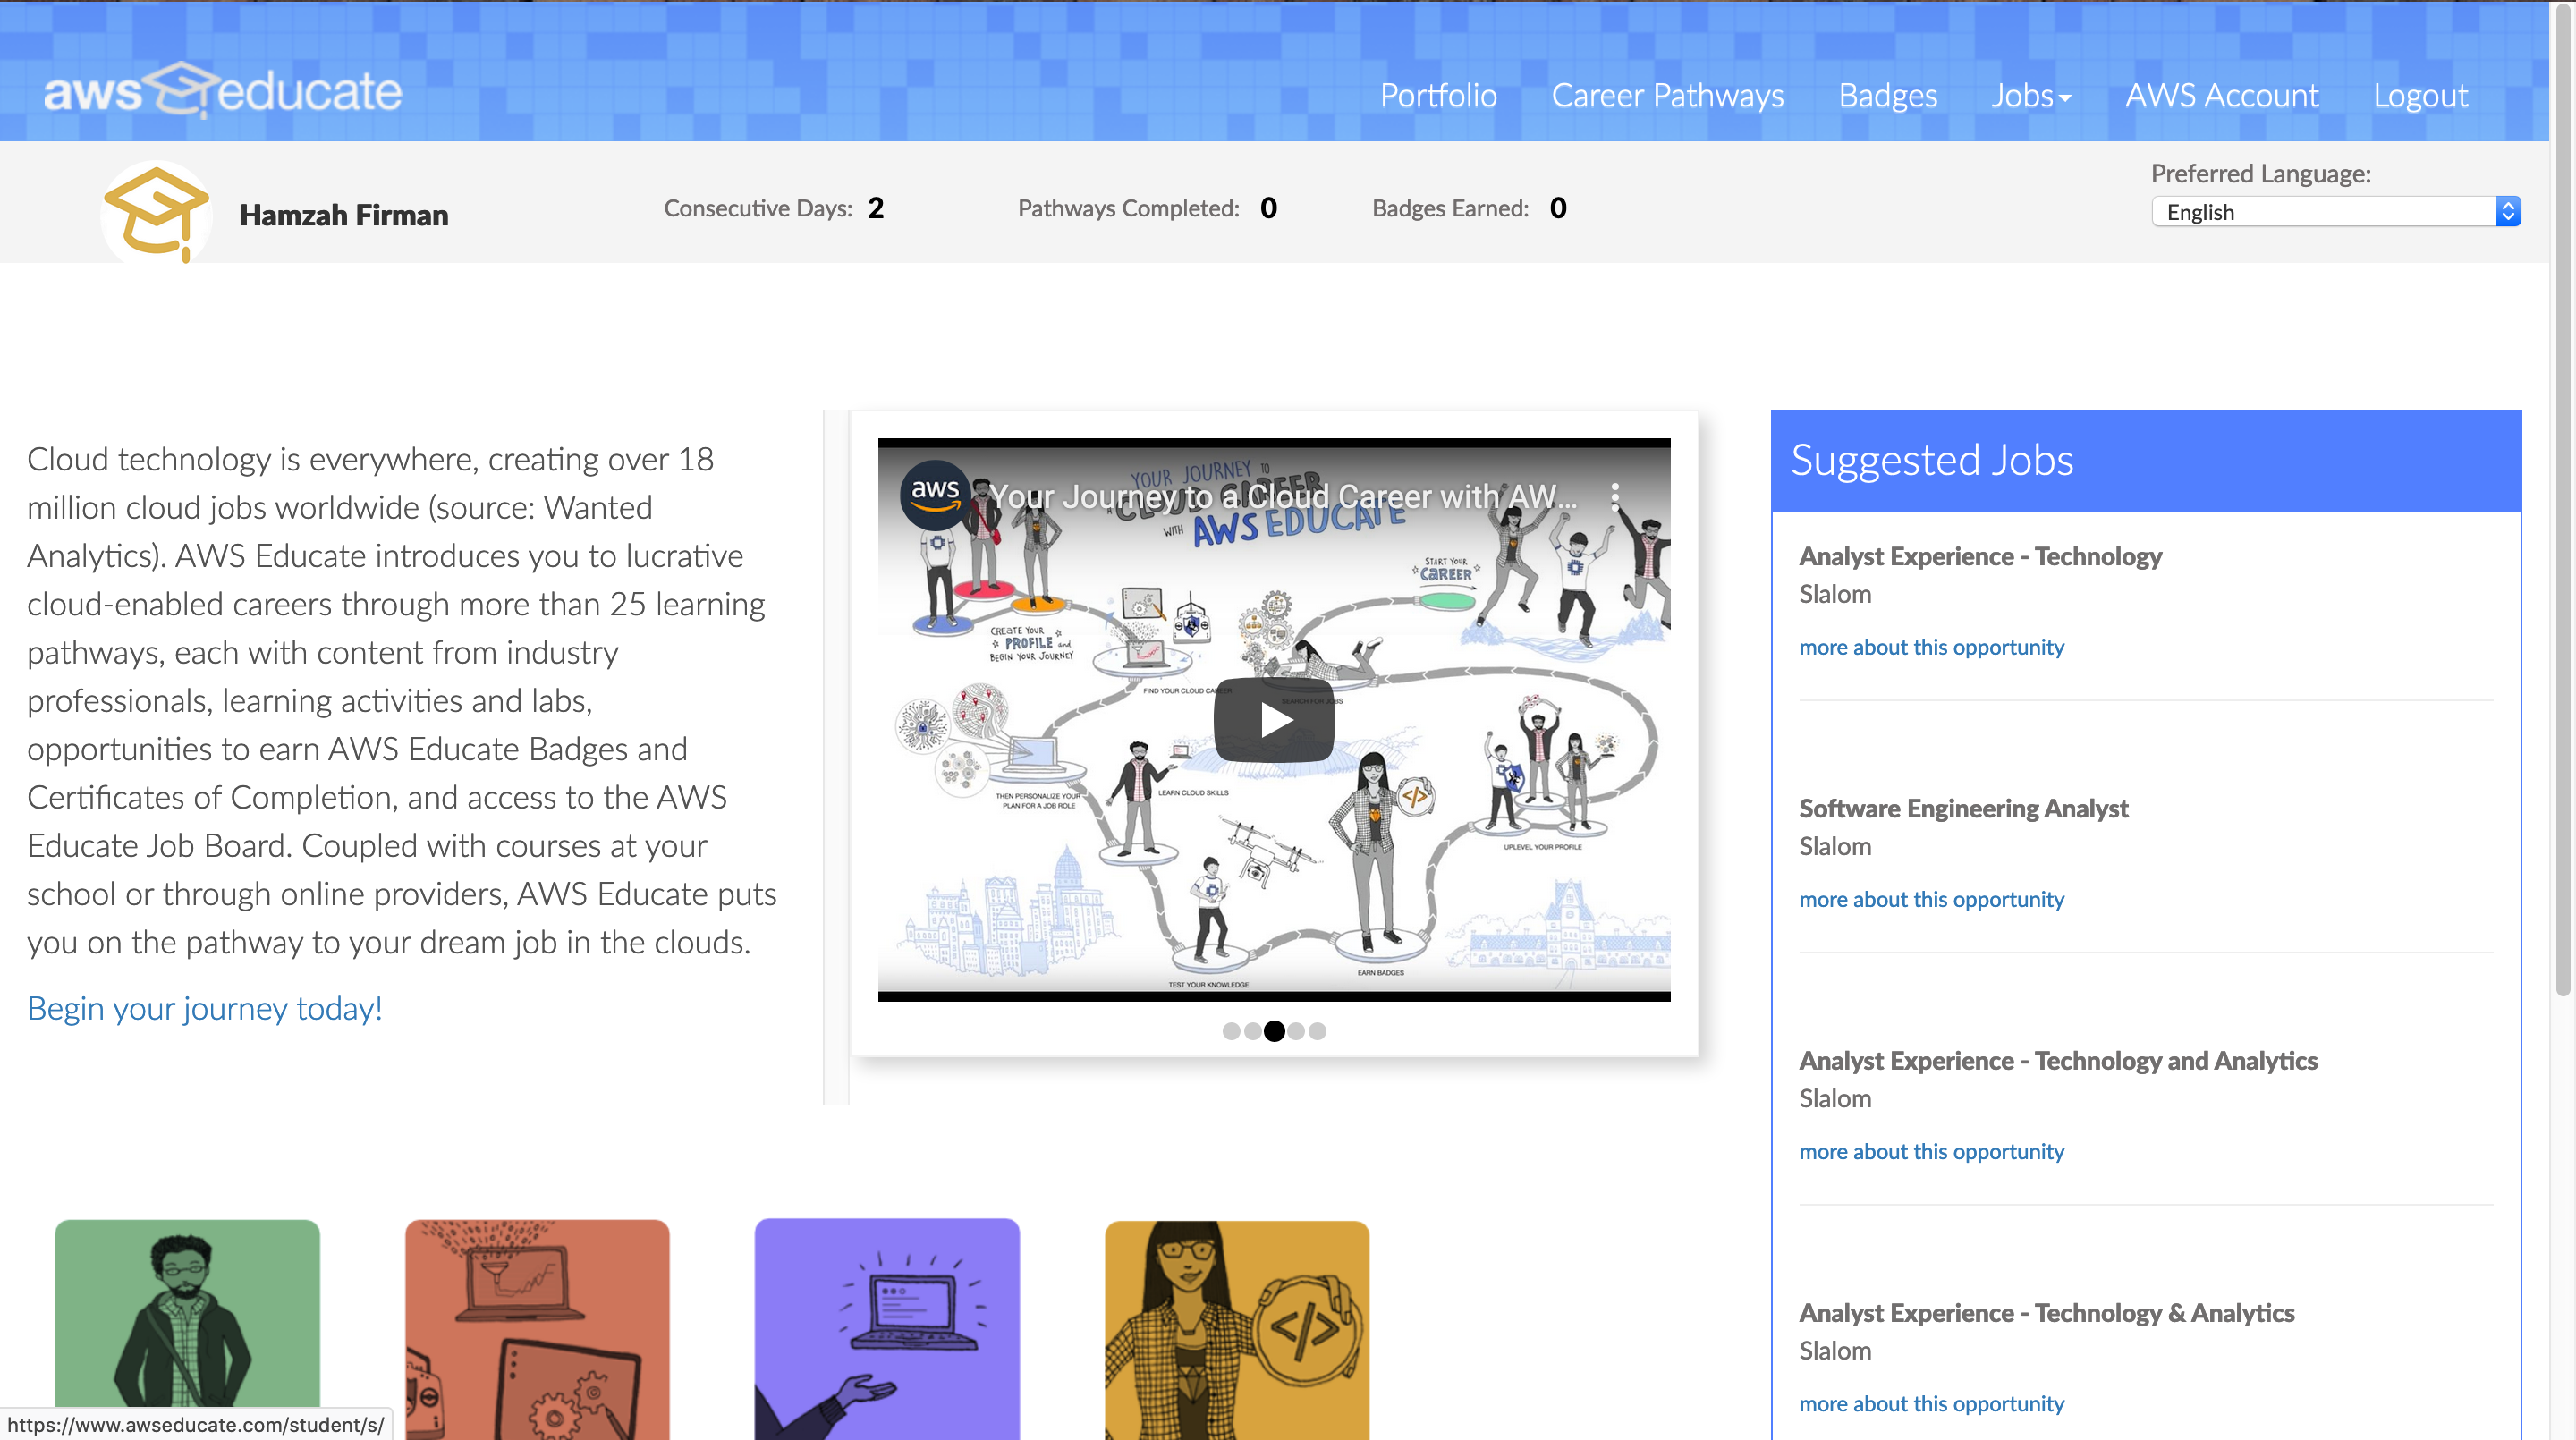 aws educate
Portfolio Career Pathways Badges Jobs AWS Account Logout
Hamzah Firman
Consecutive Days: 2
Pathways Completed: 0
Badges Earned: 0
Preferred Language:
English
Cloud technology is everywhere, creating over 18
million cloud jobs worldwide (source: Wanted
Analytics). AWS Educate introduces you to lucrative
cloud-enabled careers through more than 25 learning
pathways, each with content from industry
professionals, learning activities and labs,
opportunities to earn AWS Educate Badges and
Certificates of Completion, and access to the AWS
Educate Job Board. Coupled with courses at your
school or through online providers, AWS Educate puts
you on the pathway to your dream job in the clouds.
Begin your journey today!
aws
Your Journey to a Cloud Career with AW...
YOUR JOURNEY TO
A CLOUD CAREER
WITH AWS EDUCATE
START YOUR
CAREER
CREATE YOUR
PROFILE and
BEGIN YOUR JOURNEY
FIND YOUR CLOUD CAREER
SEARCH FOR JOBS
THEN PERSONALIZE YOUR
PLAN FOR A JOB ROLE
LEARN CLOUD SKILLS
UPLEVEL YOUR PROFILE
EARN BADGES
TEST YOUR KNOWLEDGE
Suggested Jobs
Analyst Experience - Technology
Slalom
more about this opportunity
Software Engineering Analyst
Slalom
more about this opportunity
Analyst Experience - Technology and Analytics
Slalom
more about this opportunity
Analyst Experience - Technology & Analytics
Slalom
more about this opportunity
</>
https://www.awseducate.com/student/s/